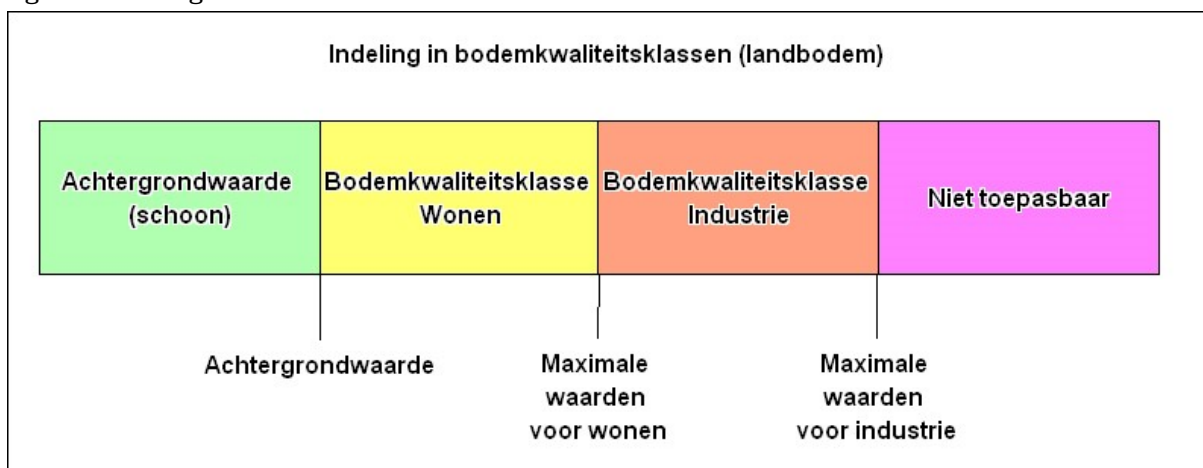 Indeling in bodemkwaliteitsklassen (landbodem)
Achtergrondwaarde
(schoon)
Bodemkwaliteitsklasse
Wonen
Bodemkwaliteitsklasse
Industrie
Niet toepasbaar
Achtergrondwaarde
Maximale
waarden
voor wonen
Maximale
waarden
voor industrie